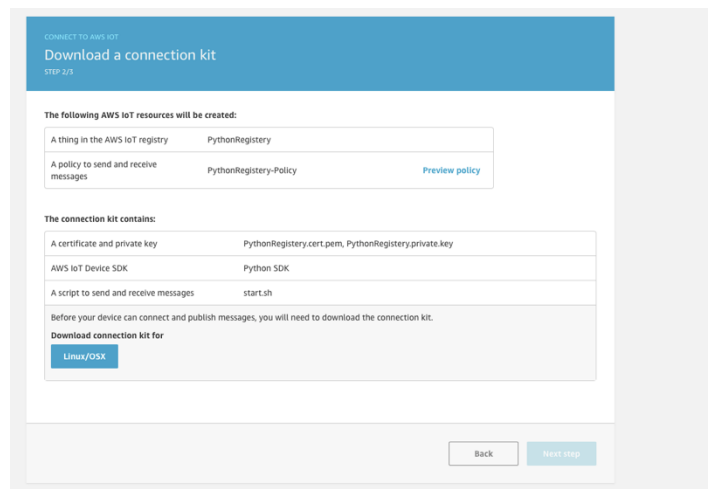 CONNECT TO AWS IOT
Download a connection kit
STEP 2/3
The following AWS IoT resources will be created:
A thing in the AWS IoT registry PythonRegistery
A policy to send and receive messages PythonRegistery-Policy Preview policy
The connection kit contains:
A certificate and private key PythonRegistery.cert.pem, PythonRegistery.private.key
AWS IoT Device SDK Python SDK
A script to send and receive messages start.sh
Before your device can connect and publish messages, you will need to download the connection kit.
Download connection kit for
Linux/OSX
Back Next step